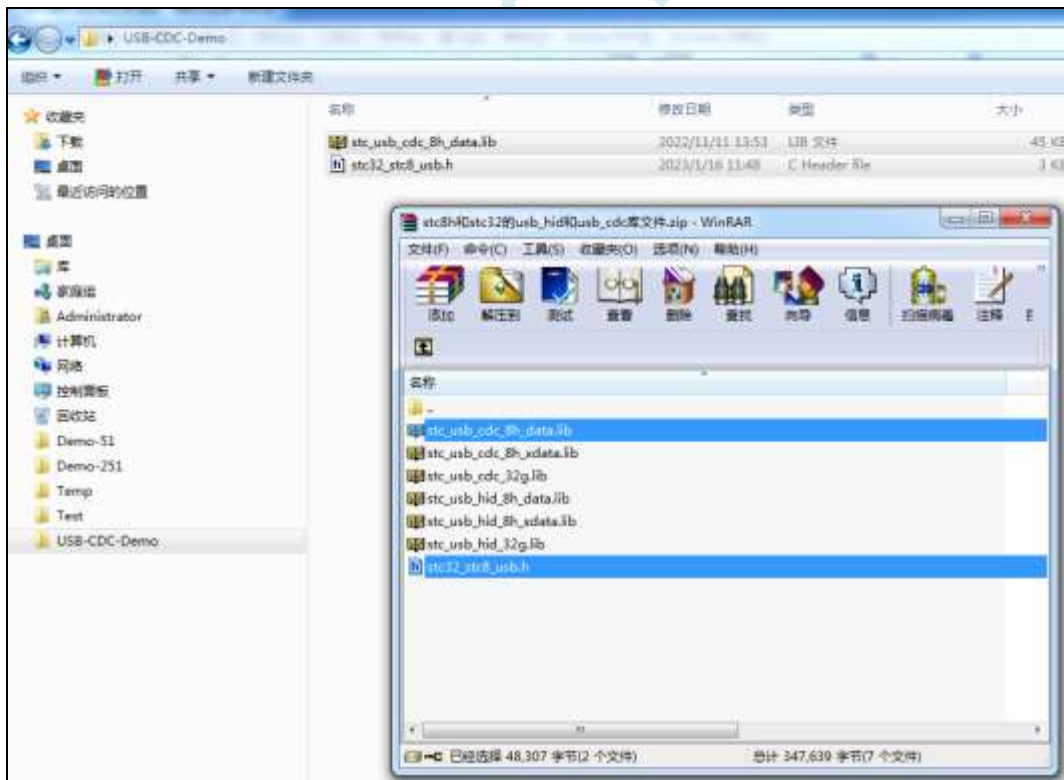 USB-CDC-Demo
组织 打开 共享 新建文件夹
收藏夹
下载
桌面
最近访问的位置
桌面
库
家庭组
Administrator
计算机
网络
控制面板
回收站
Demo-51
Demo-251
Temp
Test
USB-CDC-Demo
名称 修改日期 类型 大小
stc_usb_cdc_8h_data.lib 2022/11/11 13:53 LIB 文件 45 KB
stc32_stc8_usb.h 2023/1/16 11:48 C Header file 3 KB
stc8h和stc32的usb_hid和usb_cdc库文件.zip - WinRAR
文件(F) 命令(C) 工具(S) 收藏夹(O) 选项(N) 帮助(H)
添加 解压到 测试 查看 删除 查找 向导 信息 扫描病毒 注释
名称
..
stc_usb_cdc_8h_data.lib
stc_usb_cdc_8h_xdata.lib
stc_usb_cdc_32g.lib
stc_usb_hid_8h_data.lib
stc_usb_hid_8h_xdata.lib
stc_usb_hid_32g.lib
stc32_stc8_usb.h
已经选择 48,307 字节(2 个文件) 总计 347,639 字节(7 个文件)